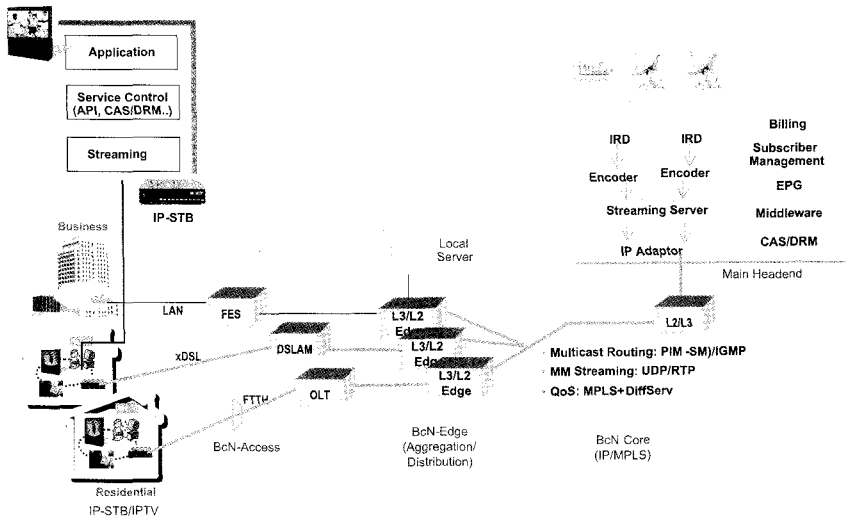 Application
Service Control
(API, CAS/DRM..)
Streaming
IP-STB
Business
IRD
IRD
Encoder
Encoder
Streaming Server
IP Adaptor
Billing
Subscriber
Management
EPG
Middleware
CAS/DRM
Main Headend
Local
Server
LAN
FES
L3/L2
L2/L3
xDSL
DSLAM
L3/L2
FTTH
OLT
L3/L2
Edge
· Multicast Routing: PIM -SM)/IGMP
· MM Streaming: UDP/RTP
· QoS: MPLS+DiffServ
BcN-Access
BcN-Edge
(Aggregation/
Distribution)
BcN Core
(IP/MPLS)
Residential
IP-STB/IPTV